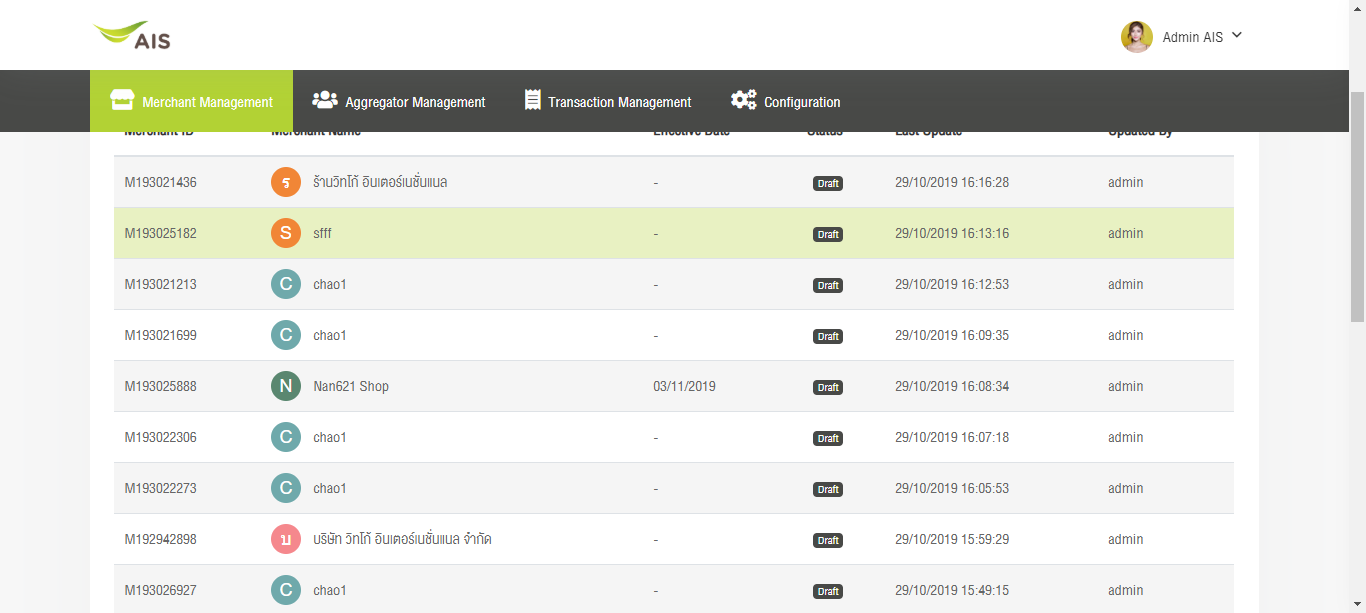 AIS
Admin AIS
Merchant Management Aggregator Management Transaction Management Configuration
Merchant ID Merchant Name Effective Date Status Last Update Updated By
M193021436 ร ร้านวิทโก้ อินเตอร์เนชั่นแนล - Draft 29/10/2019 16:16:28 admin
M193025182 S sfff - Draft 29/10/2019 16:13:16 admin
M193021213 C chao1 - Draft 29/10/2019 16:12:53 admin
M193021699 C chao1 - Draft 29/10/2019 16:09:35 admin
M193025888 N Nan621 Shop 03/11/2019 Draft 29/10/2019 16:08:34 admin
M193022306 C chao1 - Draft 29/10/2019 16:07:18 admin
M193022273 C chao1 - Draft 29/10/2019 16:05:53 admin
M192942898 บ บริษัท วิทโก้ อินเตอร์เนชั่นแนล จำกัด - Draft 29/10/2019 15:59:29 admin
M193026927 C chao1 - Draft 29/10/2019 15:49:15 admin